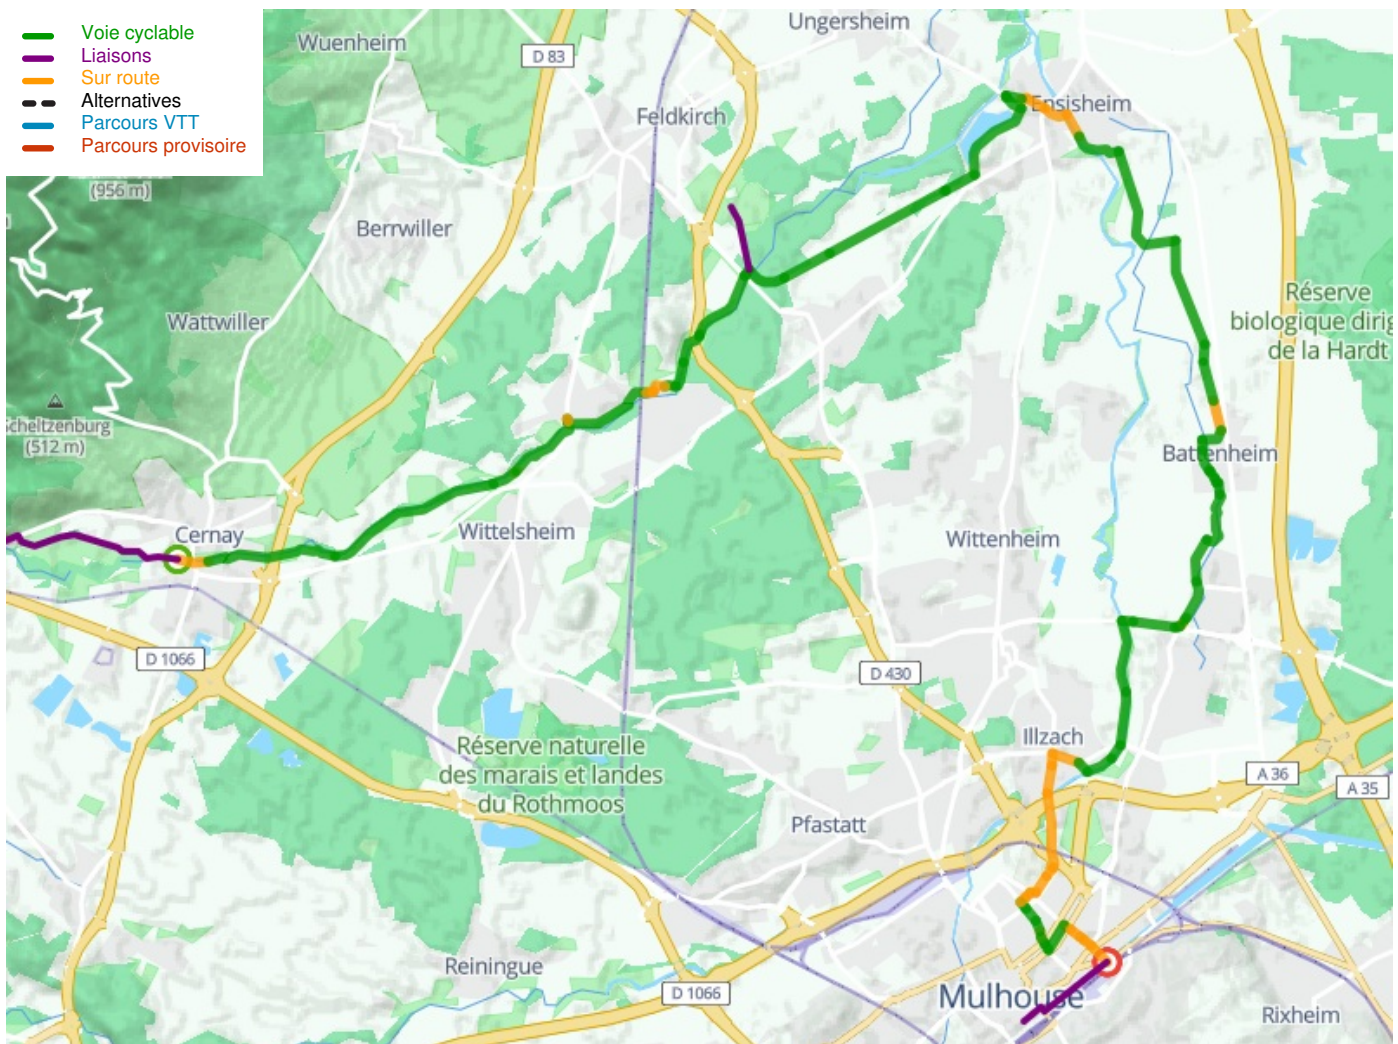 Voie cyclable
Liaisons
Sur route
Alternatives
Parcours VTT
Parcours provisoire
Ungersheim
Wuenheim
D 83
Feldkirch
Ensisheim
(956 m)
Berrwiller
Réserve
biologique dirig
de la Hardt
Wattwiller
Scheltzenburg
(512 m)
Battenheim
Cernay
Wittelsheim
Wittenheim
D 1066
D 430
Illzach
Réserve naturelle
des marais et landes
du Rothmoos
A 36
A 35
Pfastatt
Reiningue
D 1066
Mulhouse
Rixheim